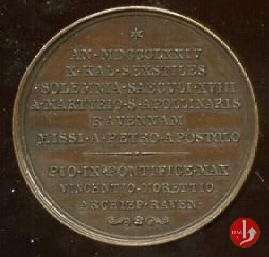 AN·MDCCCLXXIV
X·KAL·SEXTILES
SOLEMNIA·SAECULI·XVIII
A·MARTYRIO·S·APOLLINARIS
RAVENNAM
MISSI·A·PETRO·APOSTOLO
PIO·IX·PONTIFICE·MAX
VINCENTIO·MORETTIO
ARCHIEP·RAVEN·